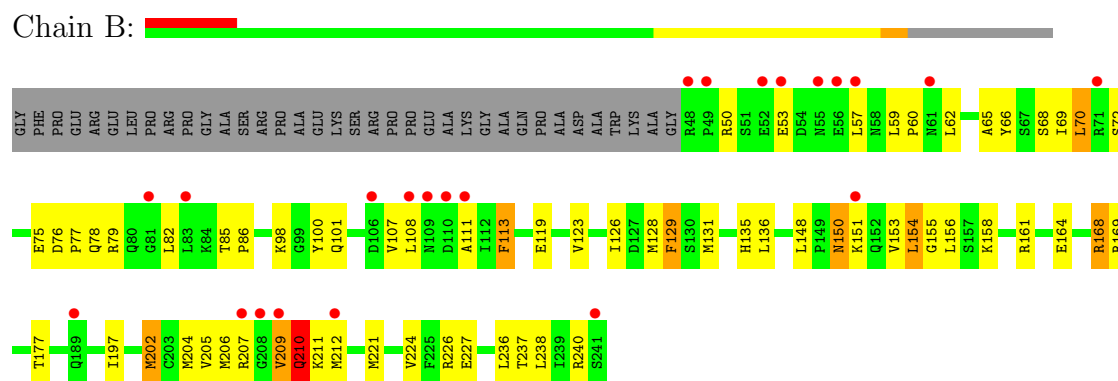 Chain B:
GLY PHE PRO GLU ARG GLU LEU PRO ARG PRO GLY ALA SER ARG PRO ALA GLU LYS SER ARG PRO GLU ALA ILE GLY ALA GLN PRO ALA ASP ALA TRP LYS ALA GLY R48 P49 R50 S51 E52 E53 D54 N55 E56 L57 N58 L59 P60 N61 L62 A65 Y66 S67 S68 I69 L70 R71 S72
E75 D76 P77 Q78 R79 Q80 G81 L82 L83 K84 T85 P86 K98 G99 Y100 Q101 D106 V107 L108 N109 D110 A111 I112 F113 E119 V123 I126 D127 M128 F129 S130 M131 H135 L136 L148 P149 N150 K151 Q152 V153 L154 G155 L156 S157 K158 R161 E164 R168 R169
T177 Q189 I197 M202 C203 M204 V205 M206 R207 G208 V209 Q210 K211 M212 M221 V224 F225 R226 E227 L236 T237 L238 I239 R240 S241